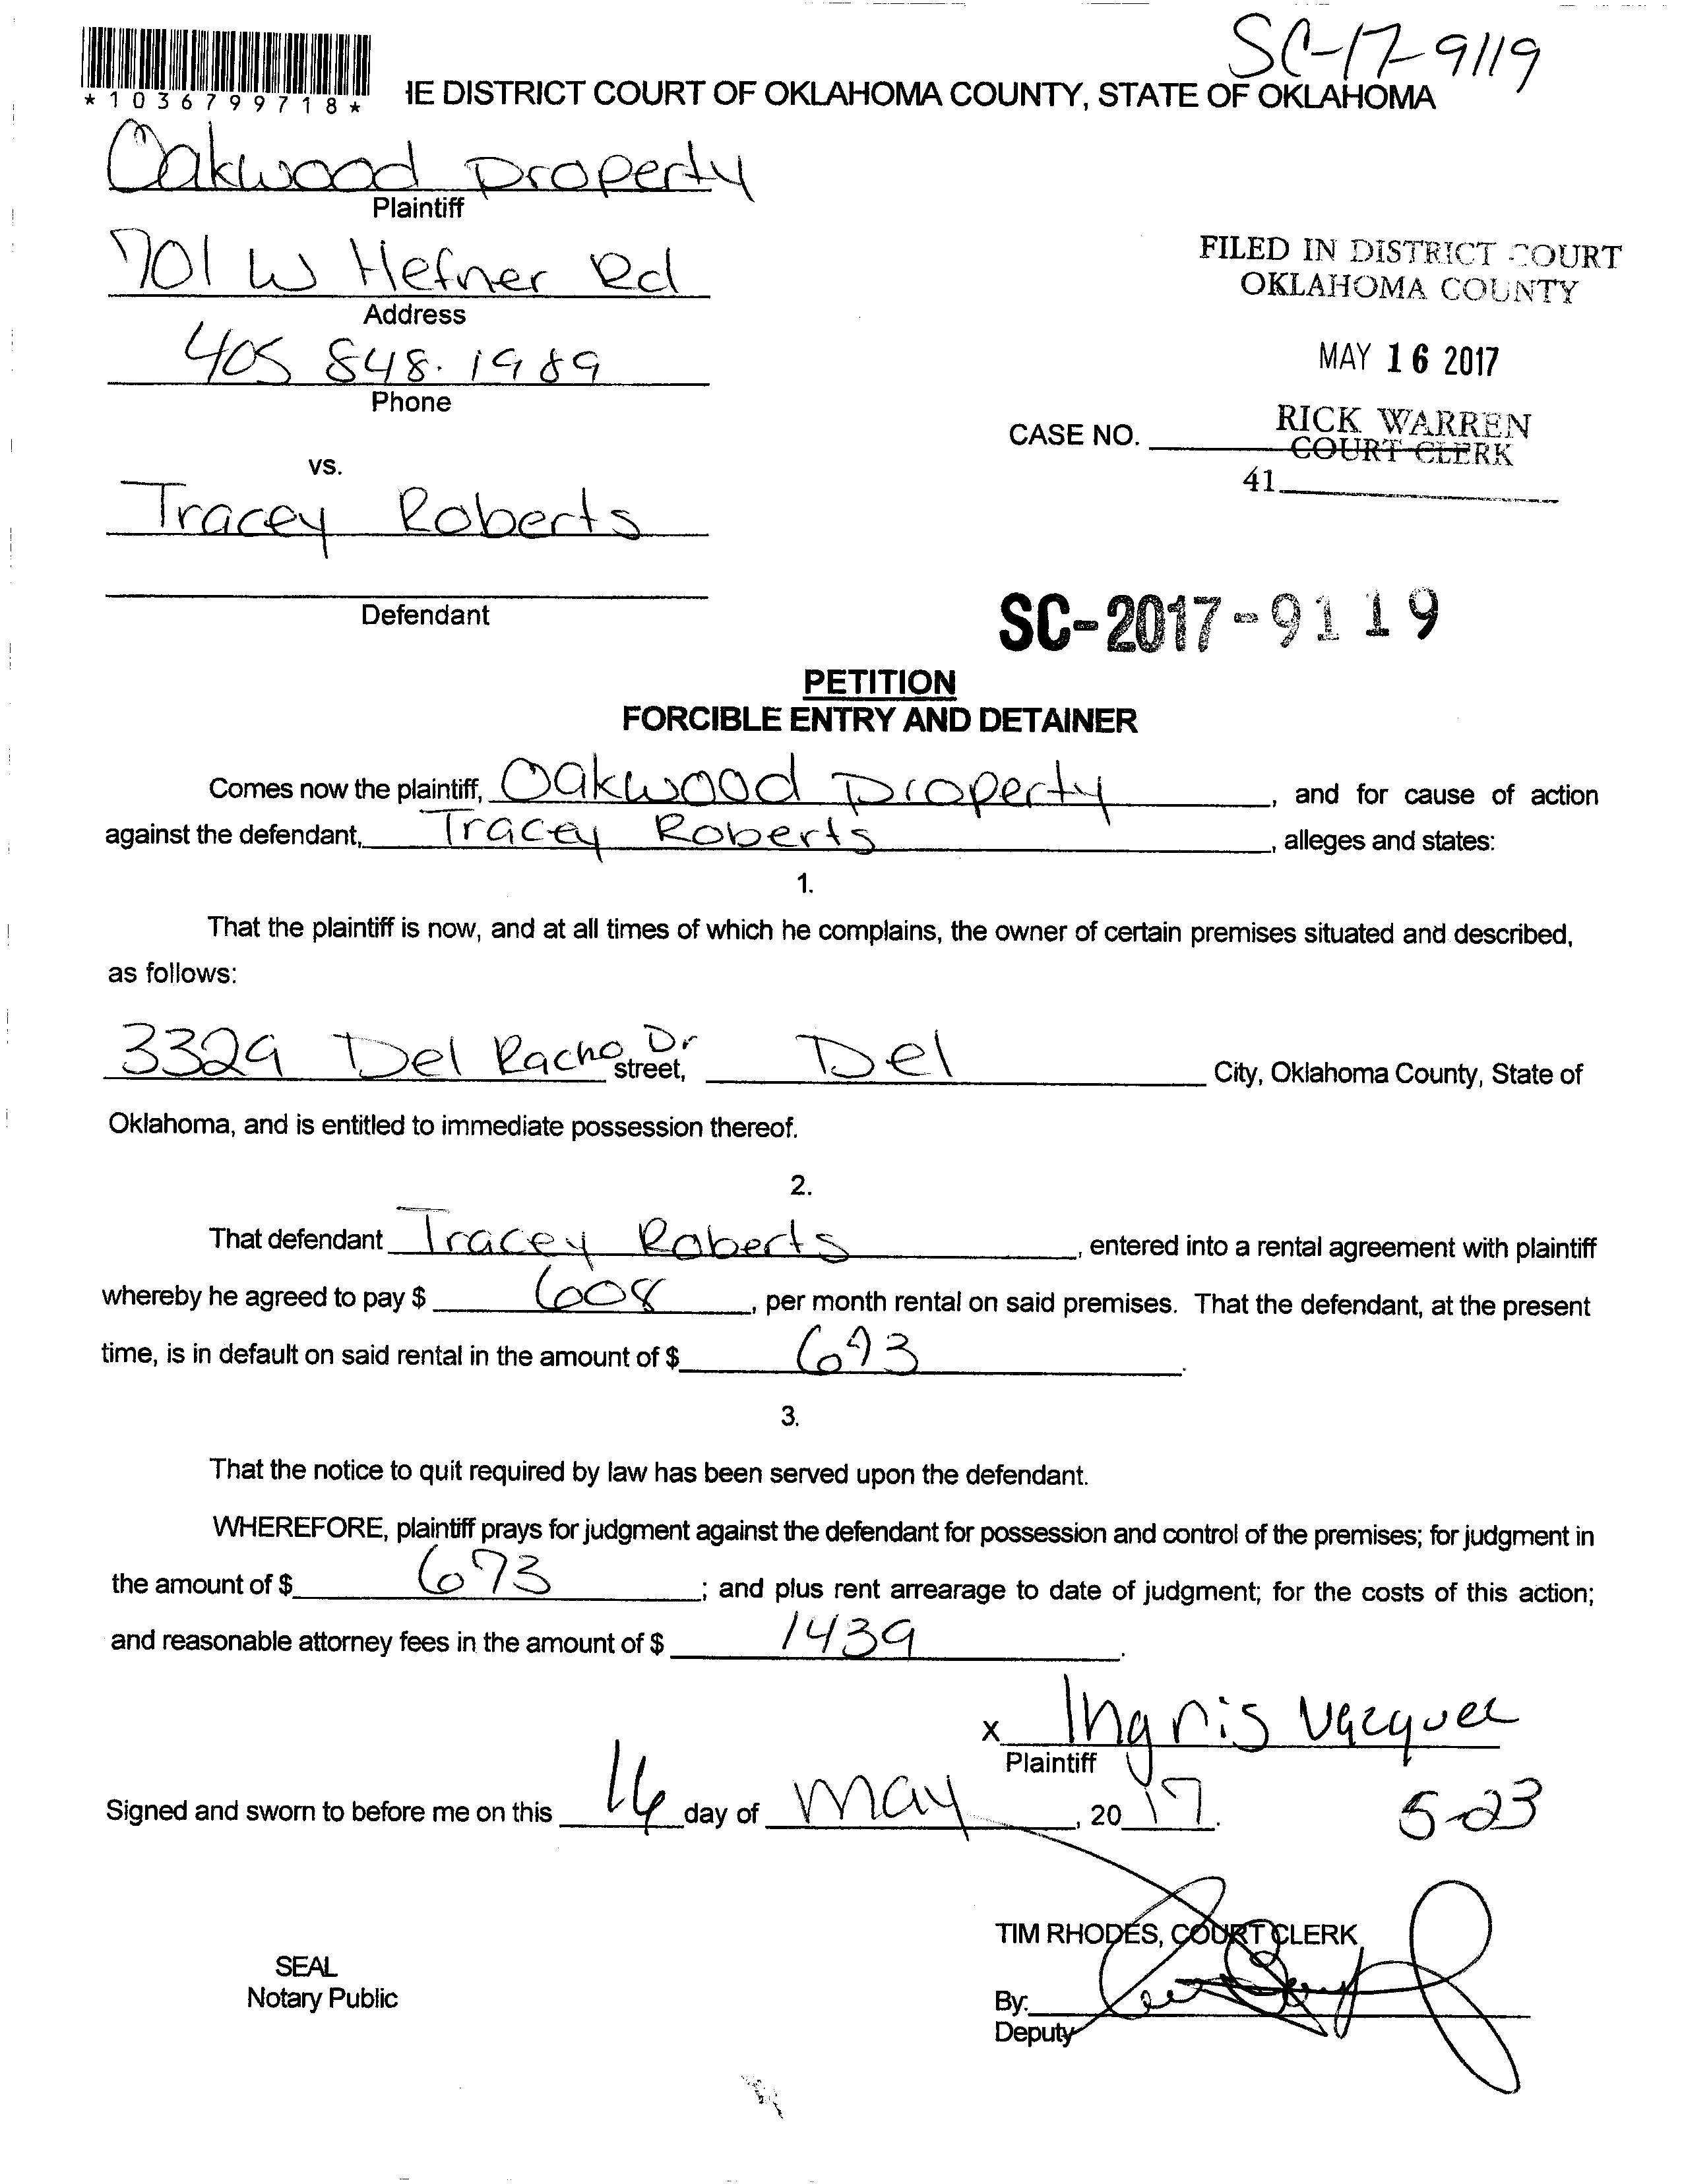 SC-17-9119
*1036799718*
IE DISTRICT COURT OF OKLAHOMA COUNTY, STATE OF OKLAHOMA
Oakwood Property
Plaintiff
701 W Hefner Rd
Address
405 848.1989
Phone
FILED IN DISTRICT COURT
OKLAHOMA COUNTY
MAY 16 2017
RICK WARREN
COURT CLERK
CASE NO.
41
vs.
Tracey Roberts
Defendant
SC-2017-9119
PETITION
FORCIBLE ENTRY AND DETAINER
Comes now the plaintiff, Oakwood Property, and for cause of action
against the defendant, Tracey Roberts, alleges and states:
1.
That the plaintiff is now, and at all times of which he complains, the owner of certain premises situated and described,
as follows:
3329 Del Racho Dr street, Del City, Oklahoma County, State of
Oklahoma, and is entitled to immediate possession thereof.
2.
That defendant Tracey Roberts, entered into a rental agreement with plaintiff
whereby he agreed to pay $ 608, per month rental on said premises. That the defendant, at the present
time, is in default on said rental in the amount of $ 693.
3.
That the notice to quit required by law has been served upon the defendant.
WHEREFORE, plaintiff prays for judgment against the defendant for possession and control of the premises; for judgment in
the amount of $ 673; and plus rent arrearage to date of judgment; for the costs of this action;
and reasonable attorney fees in the amount of $ 1439.
x Ingris Vazquez
Plaintiff
Signed and sworn to before me on this 16 day of May, 2017.
5-23
TIM RHODES, COURT CLERK
SEAL
Notary Public
By:
Deputy